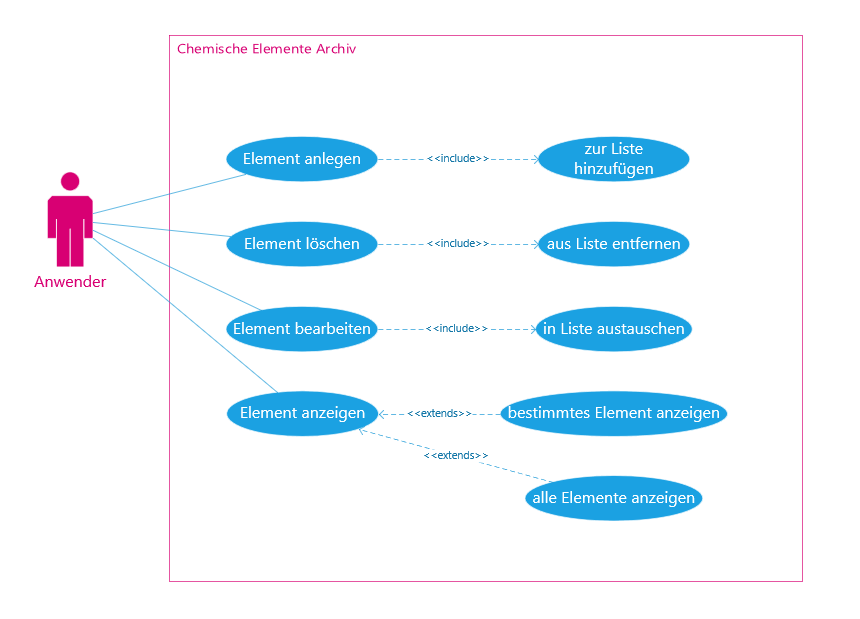 Chemische Elemente Archiv
Element anlegen
<<include>>
zur Liste
hinzufügen
Element löschen
<<include>>
aus Liste entfernen
Anwender
Element bearbeiten
<<include>>
in Liste austauschen
Element anzeigen
<<extends>>
bestimmtes Element anzeigen
<<extends>>
alle Elemente anzeigen